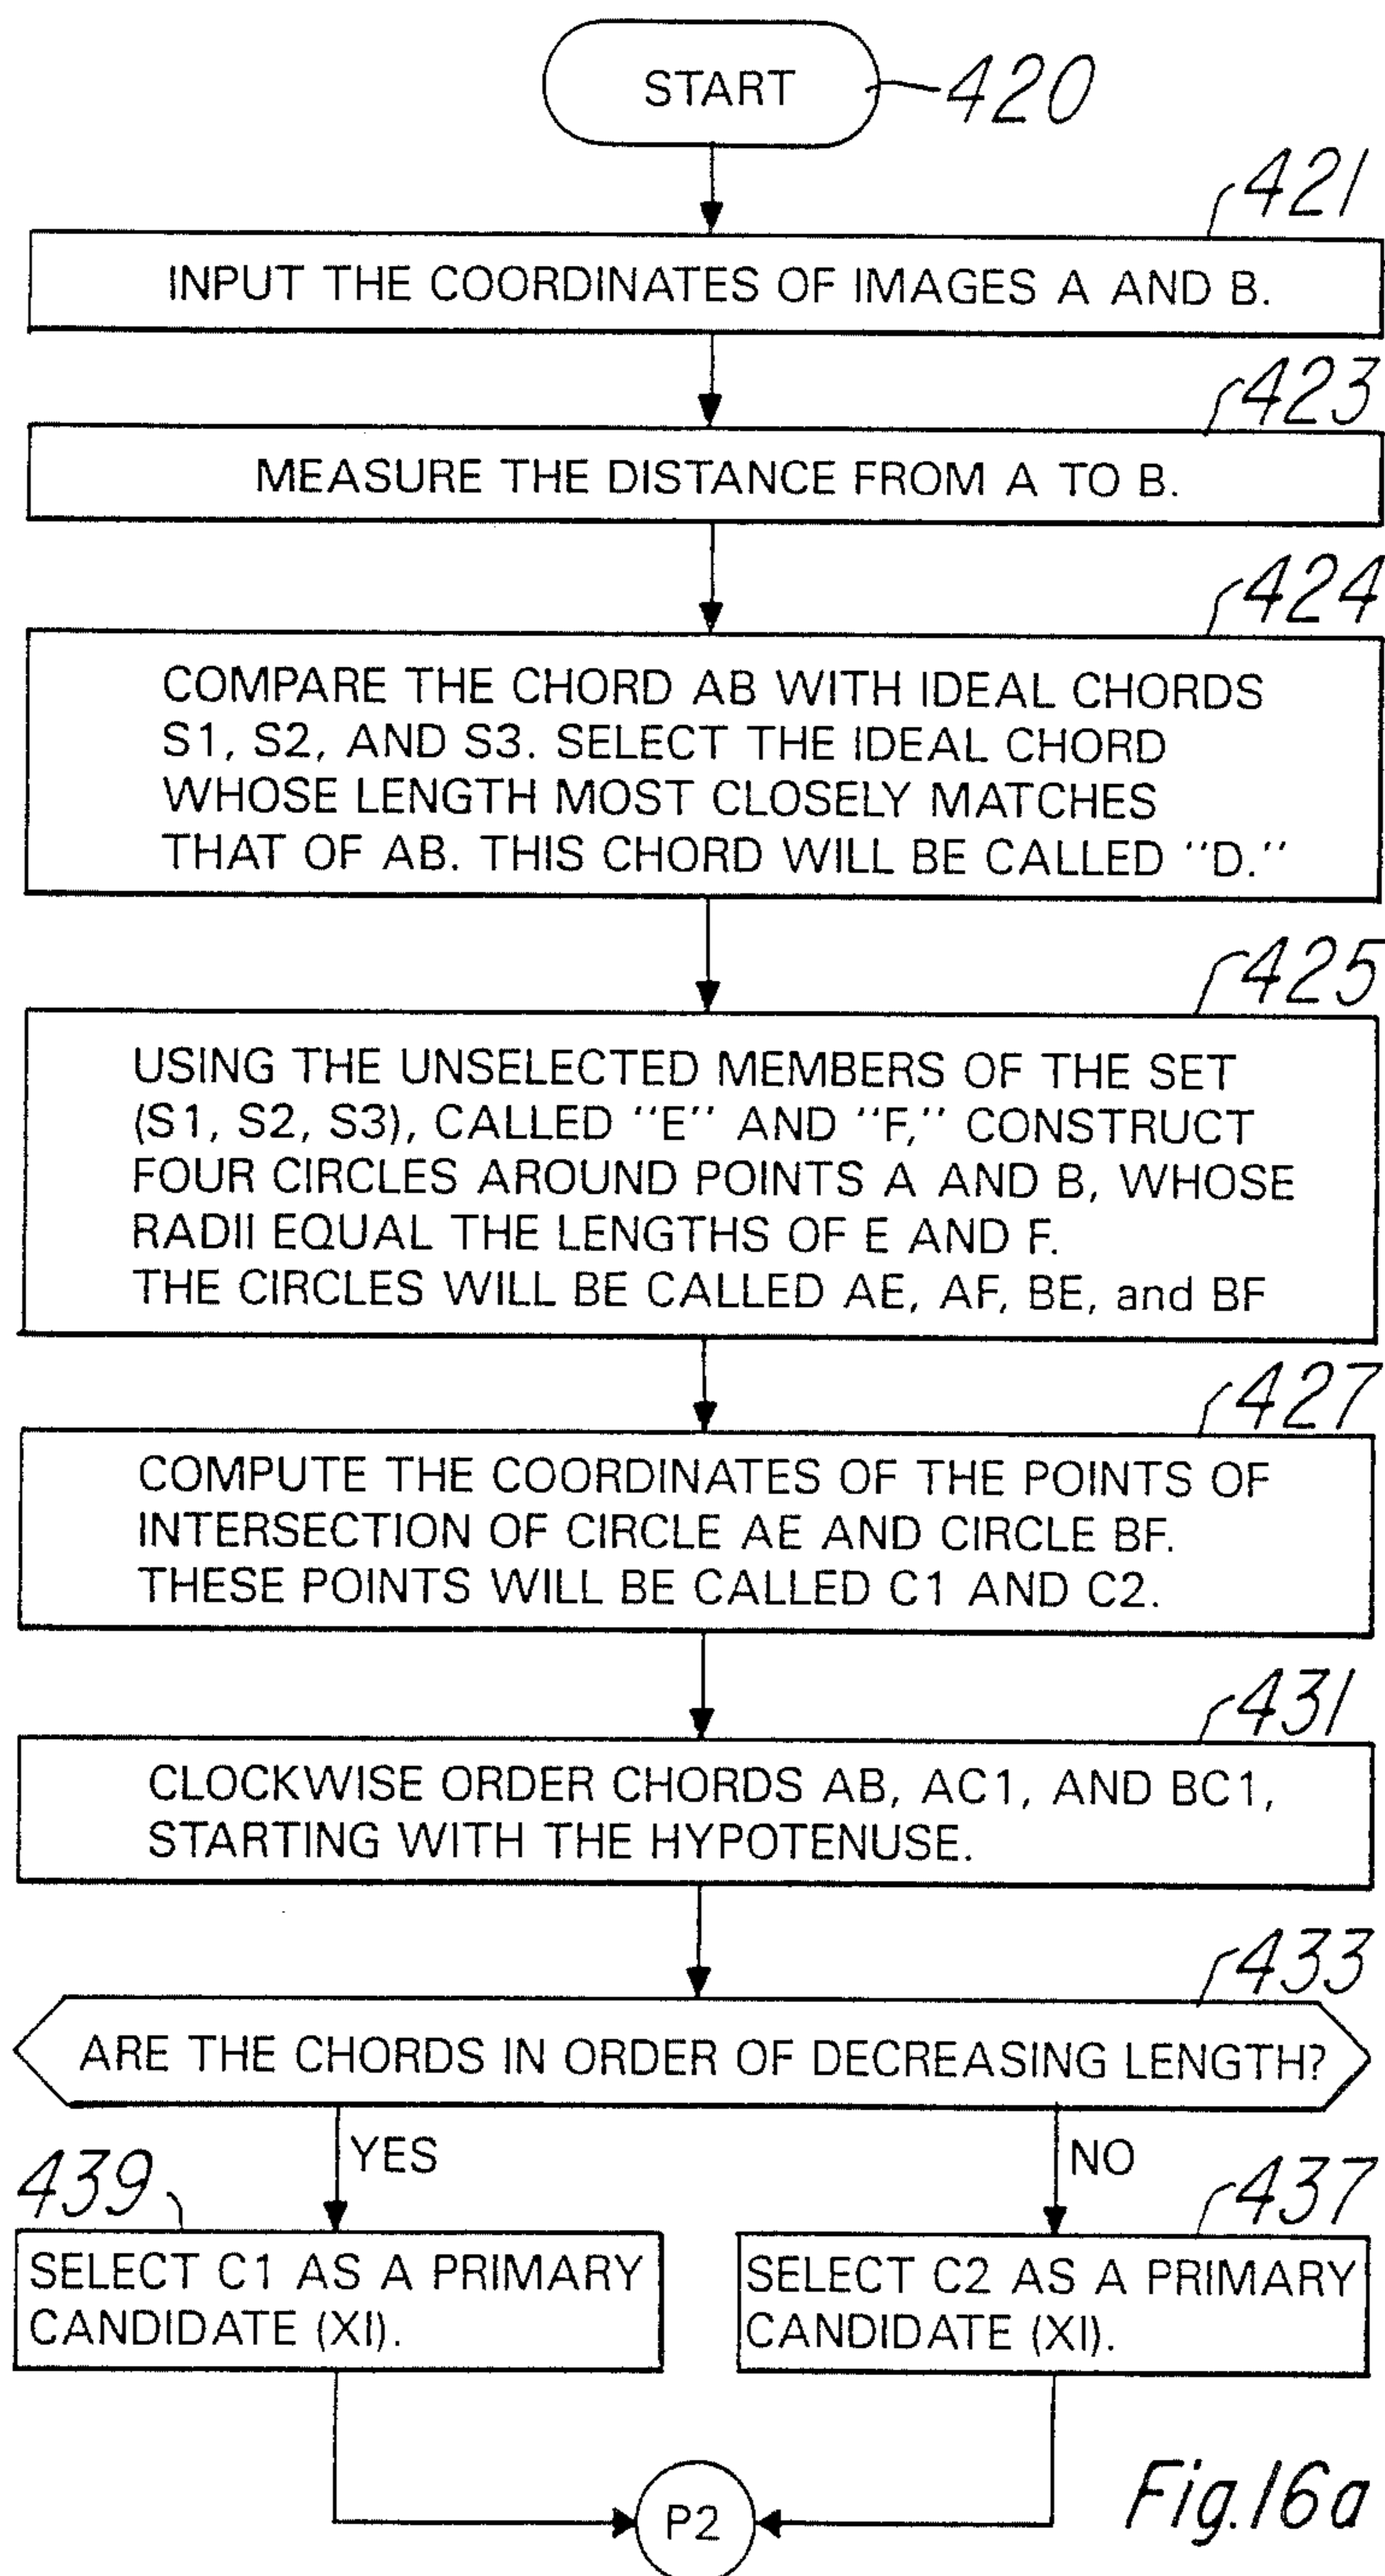 START
420
421
INPUT THE COORDINATES OF IMAGES A AND B.
423
MEASURE THE DISTANCE FROM A TO B.
424
COMPARE THE CHORD AB WITH IDEAL CHORDS
S1, S2, AND S3. SELECT THE IDEAL CHORD
WHOSE LENGTH MOST CLOSELY MATCHES
THAT OF AB. THIS CHORD WILL BE CALLED "D."
425
USING THE UNSELECTED MEMBERS OF THE SET
(S1, S2, S3), CALLED "E" AND "F," CONSTRUCT
FOUR CIRCLES AROUND POINTS A AND B, WHOSE
RADII EQUAL THE LENGTHS OF E AND F.
THE CIRCLES WILL BE CALLED AE, AF, BE, and BF
427
COMPUTE THE COORDINATES OF THE POINTS OF
INTERSECTION OF CIRCLE AE AND CIRCLE BF.
THESE POINTS WILL BE CALLED C1 AND C2.
431
CLOCKWISE ORDER CHORDS AB, AC1, AND BC1,
STARTING WITH THE HYPOTENUSE.
433
ARE THE CHORDS IN ORDER OF DECREASING LENGTH?
YES
NO
439
437
SELECT C1 AS A PRIMARY
CANDIDATE (XI).
SELECT C2 AS A PRIMARY
CANDIDATE (XI).
P2
Fig.16a